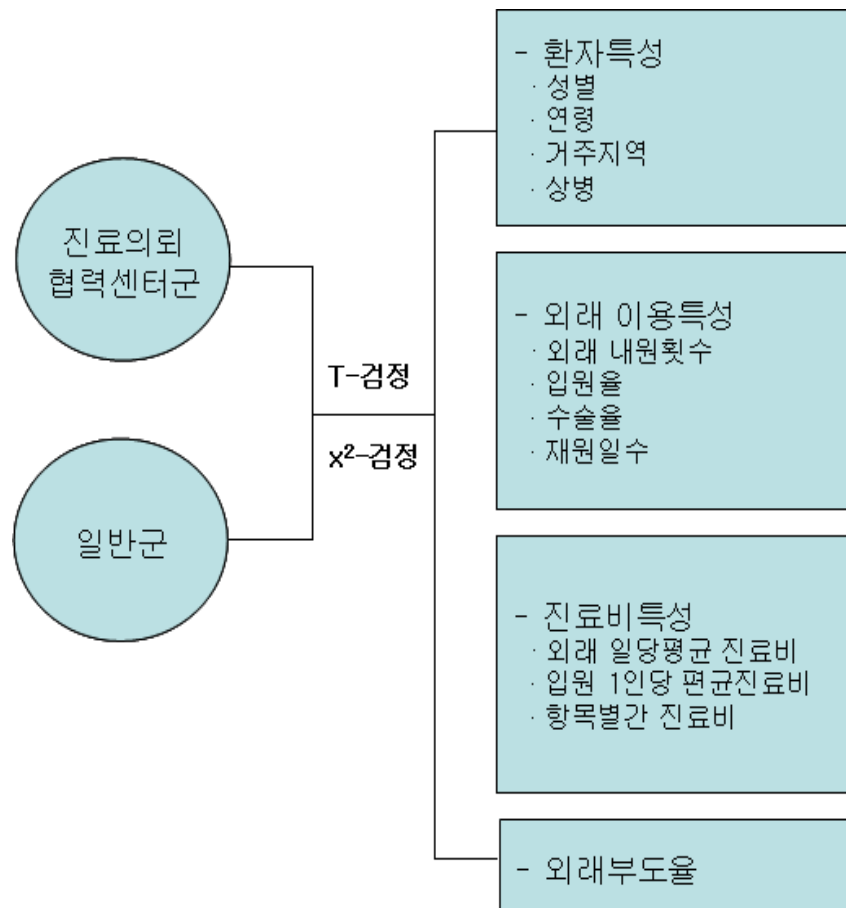 진료의뢰
협력센터군
일반군
T-검정
x²-검정
- 환자특성
· 성별
· 연령
· 거주지역
· 상병
- 외래 이용특성
· 외래 내원횟수
· 입원율
· 수술율
· 재원일수
- 진료비특성
· 외래 일당평균 진료비
· 입원 1인당 편균진료비
· 항목별간 진료비
- 외래부도율